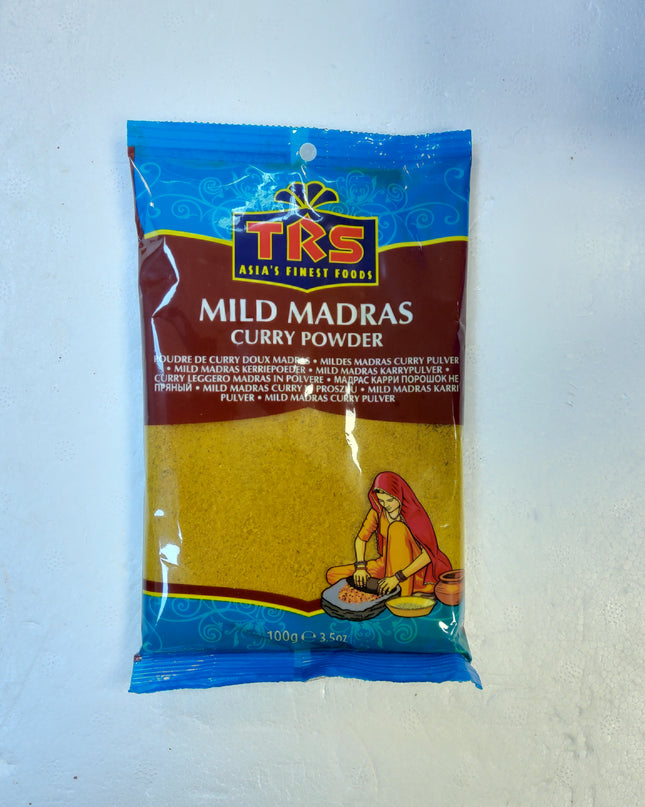 TRS
ASIA'S FINEST FOODS
MILD MADRAS
CURRY POWDER
POUDRE DE CURRY DOUX MADRAS • MILDES MADRAS CURRY PULVER
• MILD MADRAS KERRIEPOEDER • MILD MADRAS KARRYPULVER •
CURRY LEGGERO MADRAS IN POLVERE • МАДРАС КАРРИ ПОРОШОК НЕ
ПРЯНЫЙ • MILD MADRAS CURRY W PROSZKU • MILD MADRAS KARRI
PULVER • MILD MADRAS CURRY PULVER
100g ℮ 3.5oz